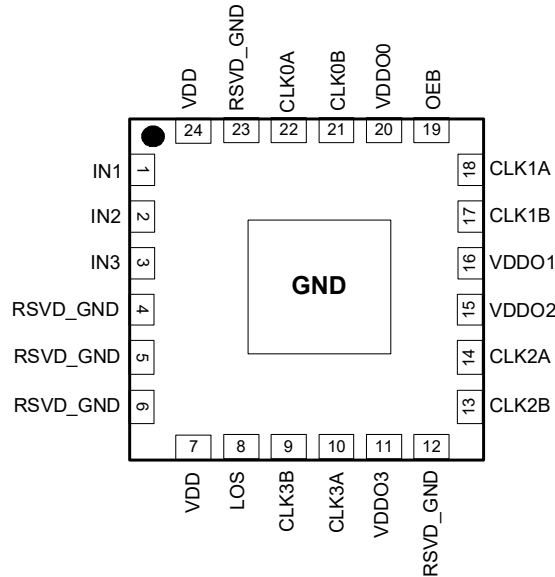 VDD
RSVD_GND
CLK0A
CLK0B
VDDO0
OEB
24
23
22
21
20
19
IN1
1
18
CLK1A
IN2
2
17
CLK1B
IN3
3
16
VDDO1
GND
RSVD_GND
4
15
VDDO2
RSVD_GND
5
14
CLK2A
RSVD_GND
6
13
CLK2B
7
8
9
10
11
12
VDD
LOS
CLK3B
CLK3A
VDDO3
RSVD_GND